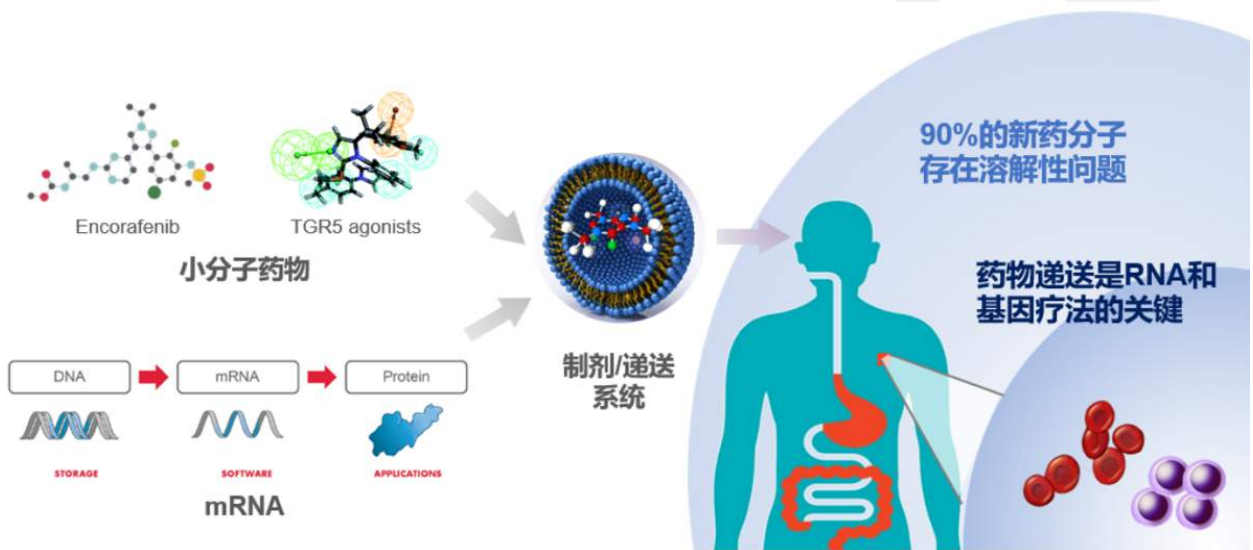 90%的新药分子
存在溶解性问题
Encorafenib
TGR5 agonists
小分子药物
药物递送是RNA和
基因疗法的关键
制剂/递送
系统
DNA
mRNA
Protein
STORAGE
SOFTWARE
APPLICATIONS
mRNA